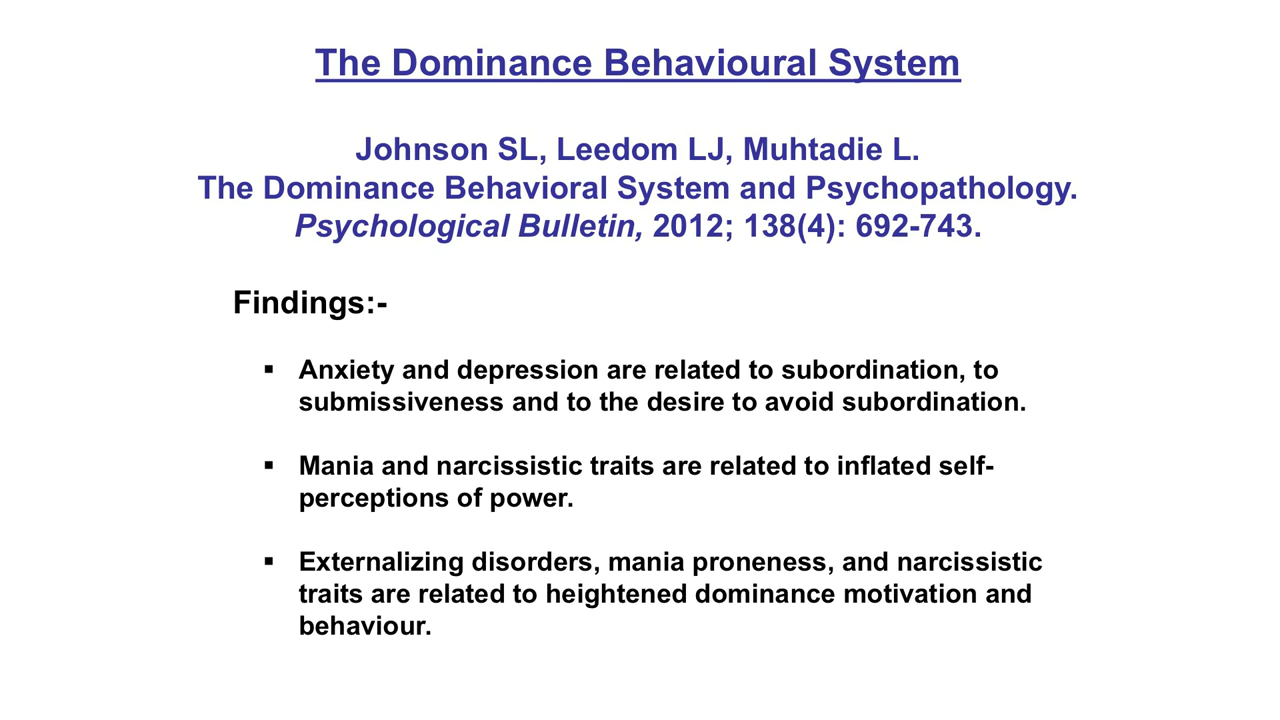 The Dominance Behavioural System
Johnson SL, Leedom LJ, Muhtadie L.
The Dominance Behavioral System and Psychopathology.
Psychological Bulletin, 2012; 138(4): 692-743.
Findings:-
▪ Anxiety and depression are related to subordination, to
submissiveness and to the desire to avoid subordination.
▪ Mania and narcissistic traits are related to inflated self-
perceptions of power.
▪ Externalizing disorders, mania proneness, and narcissistic
traits are related to heightened dominance motivation and
behaviour.